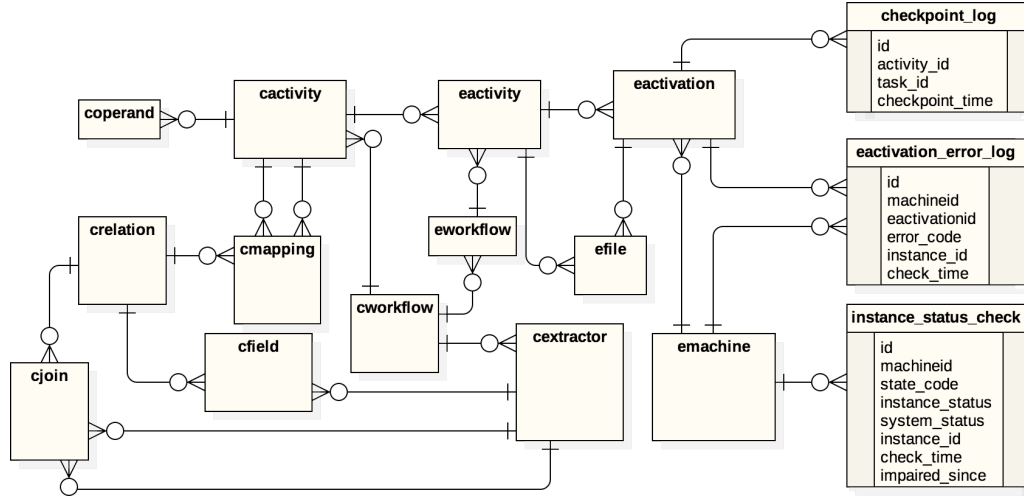 checkpoint_log
id
activity_id
task_id
checkpoint_time
eactivation
cactivity
eactivity
coperand
eactivation_error_log
id
machineid
eactivationid
error_code
instance_id
check_time
crelation
cmapping
eworkflow
efile
cworkflow
instance_status_check
id
machineid
state_code
instance_status
system_status
instance_id
check_time
impaired_since
cextractor
emachine
cfield
cjoin